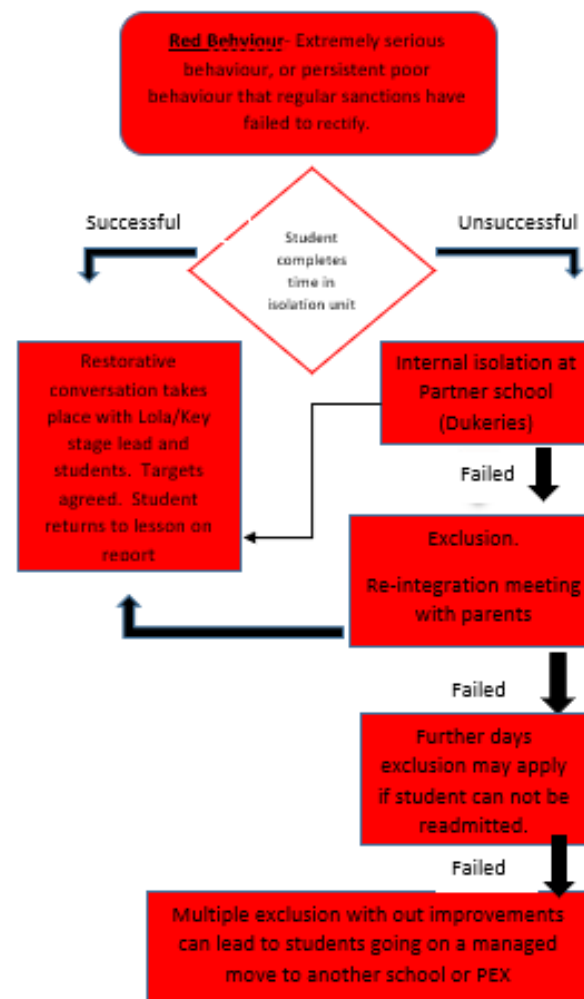 Red Behviour- Extremely serious
behaviour, or persistent poor
behaviour that regular sanctions have
failed to rectify.
Successful
Unsuccessful
Student
completes
time in
isolation unit
Restorative
conversation takes
place with Lola/Key
stage lead and
students. Targets
agreed. Student
returns to lesson on
report
Internal isolation at
Partner school
(Dukeries)
Failed
Exclusion.
Re-integration meeting
with parents
Failed
Further days
exclusion may apply
if student can not be
readmitted.
Failed
Multiple exclusion with out improvements
can lead to students going on a managed
move to another school or PEX